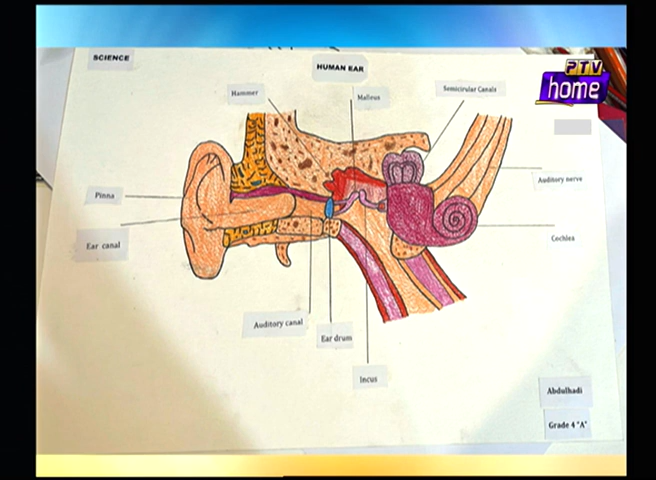 SCIENCE
HUMAN EAR
PTV
home
Hammer
Malleus
Semicircular Canals
Auditory nerve
Pinna
Ear canal
Cochlea
Auditory canal
Ear drum
Incus
Abdulhadi
Grade 4 "A"